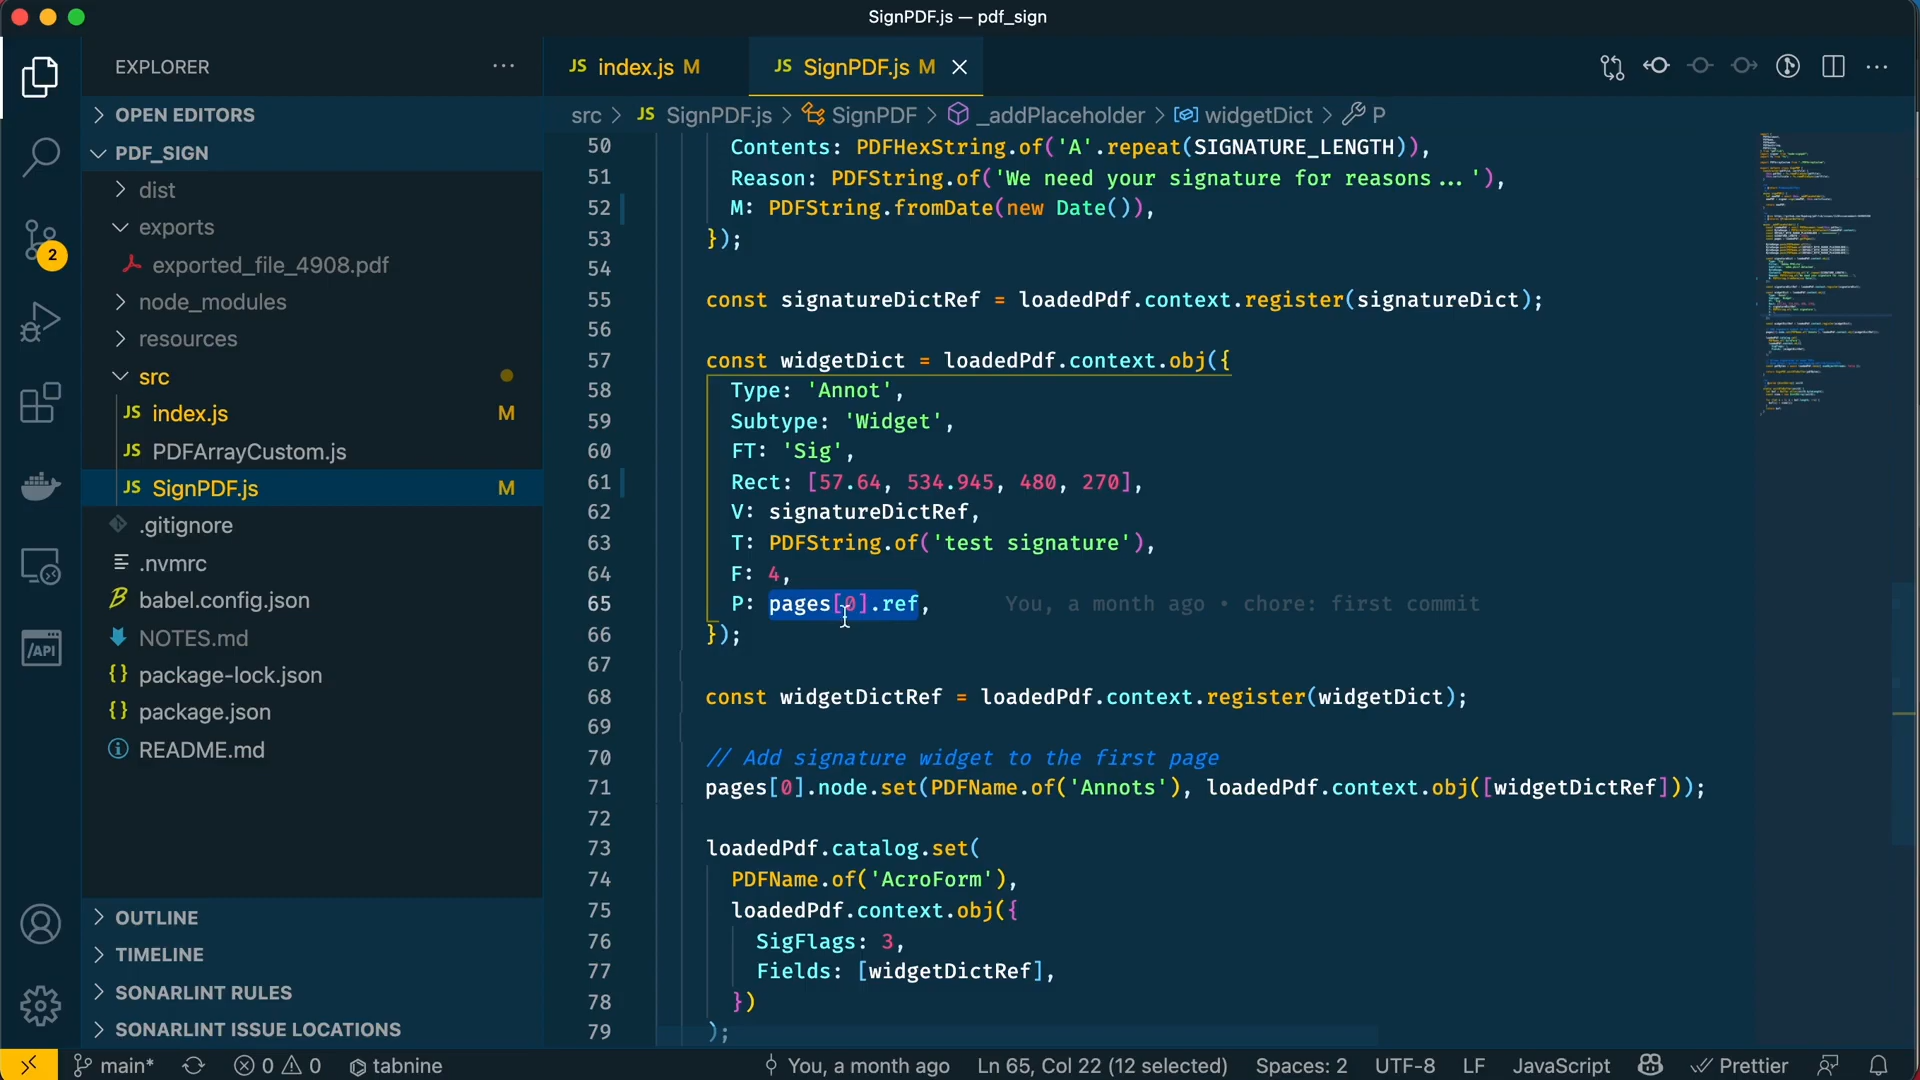 SignPDF.js — pdf_sign
EXPLORER
OPEN EDITORS
PDF_SIGN
dist
exports
exported_file_4908.pdf
node_modules
resources
src
JS index.js M
JS PDFArrayCustom.js
JS SignPDF.js M
.gitignore
.nvmrc
babel.config.json
NOTES.md
{} package-lock.json
{} package.json
README.md
OUTLINE
TIMELINE
SONARLINT RULES
SONARLINT ISSUE LOCATIONS
2
/API
JS index.js M
JS SignPDF.js M
src > JS SignPDF.js > SignPDF > _addPlaceholder > widgetDict > P
50 Contents: PDFHexString.of('A'.repeat(SIGNATURE_LENGTH)),
51 Reason: PDFString.of('We need your signature for reasons...'),
52 M: PDFString.fromDate(new Date()),
53 });
54
55 const signatureDictRef = loadedPdf.context.register(signatureDict);
56
57 const widgetDict = loadedPdf.context.obj({
58 Type: 'Annot',
59 Subtype: 'Widget',
60 FT: 'Sig',
61 Rect: [57.64, 534.945, 480, 270],
62 V: signatureDictRef,
63 T: PDFString.of('test signature'),
64 F: 4,
65 P: pages[0].ref, You, a month ago • chore: first commit
66 });
67
68 const widgetDictRef = loadedPdf.context.register(widgetDict);
69
70 // Add signature widget to the first page
71 pages[0].node.set(PDFName.of('Annots'), loadedPdf.context.obj([widgetDictRef]));
72
73 loadedPdf.catalog.set(
74 PDFName.of('AcroForm'),
75 loadedPdf.context.obj({
76 SigFlags: 3,
77 Fields: [widgetDictRef],
78 })
79 );
main* 0 0 tabnine You, a month ago Ln 65, Col 22 (12 selected) Spaces: 2 UTF-8 LF JavaScript Prettier